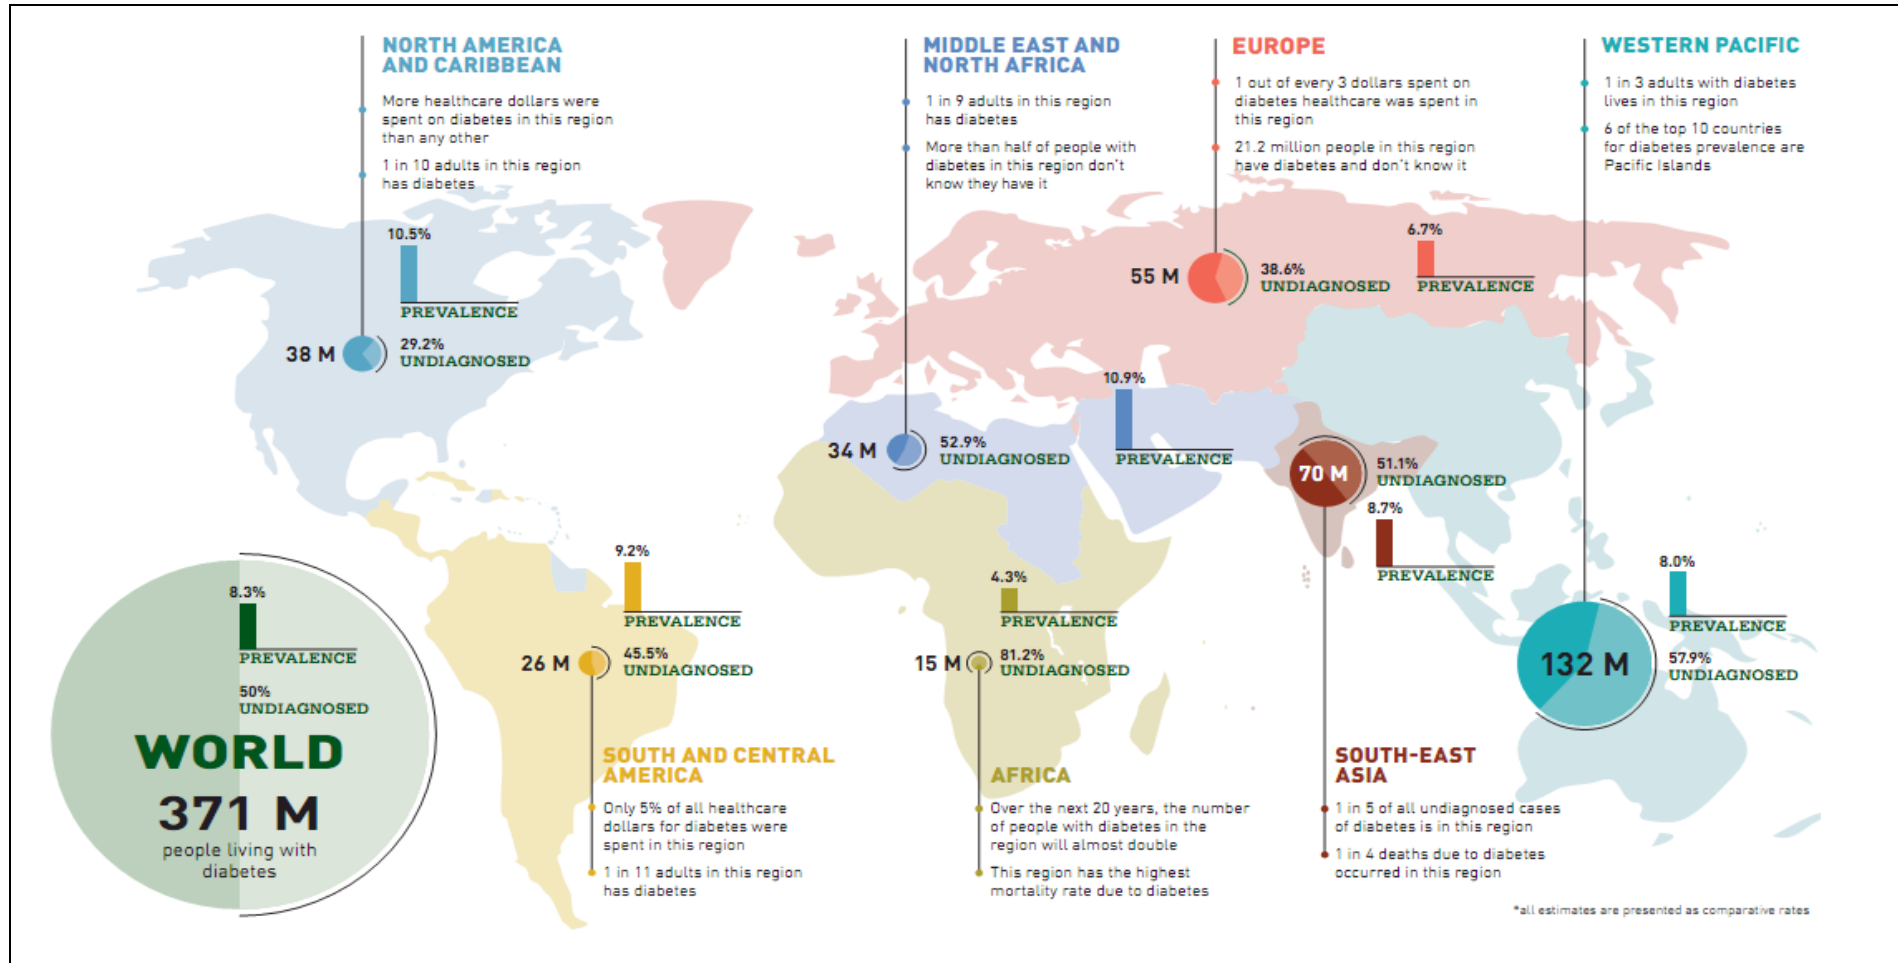 NORTH AMERICA
AND CARIBBEAN
More healthcare dollars were
spent on diabetes in this region
than any other
1 in 10 adults in this region
has diabetes
10.5%
PREVALENCE
38 M
29.2%
UNDIAGNOSED
MIDDLE EAST AND
NORTH AFRICA
1 in 9 adults in this region
has diabetes
More than half of people with
diabetes in this region don't
know they have it
34 M
52.9%
UNDIAGNOSED
10.9%
PREVALENCE
EUROPE
1 out of every 3 dollars spent on
diabetes healthcare was spent in
this region
21.2 million people in this region
have diabetes and don't know it
55 M
38.6%
UNDIAGNOSED
6.7%
PREVALENCE
WESTERN PACIFIC
1 in 3 adults with diabetes
lives in this region
6 of the top 10 countries
for diabetes prevalence are
Pacific Islands
8.0%
PREVALENCE
132 M
57.9%
UNDIAGNOSED
8.3%
PREVALENCE
50%
UNDIAGNOSED
WORLD
371 M
people living with
diabetes
9.2%
PREVALENCE
26 M
45.5%
UNDIAGNOSED
SOUTH AND CENTRAL
AMERICA
Only 5% of all healthcare
dollars for diabetes were
spent in this region
1 in 11 adults in this region
has diabetes
4.3%
PREVALENCE
15 M
81.2%
UNDIAGNOSED
AFRICA
Over the next 20 years, the number
of people with diabetes in the
region will almost double
This region has the highest
mortality rate due to diabetes
70 M
51.1%
UNDIAGNOSED
8.7%
PREVALENCE
SOUTH-EAST
ASIA
1 in 5 of all undiagnosed cases
of diabetes is in this region
1 in 4 deaths due to diabetes
occurred in this region
*all estimates are presented as comparative rates